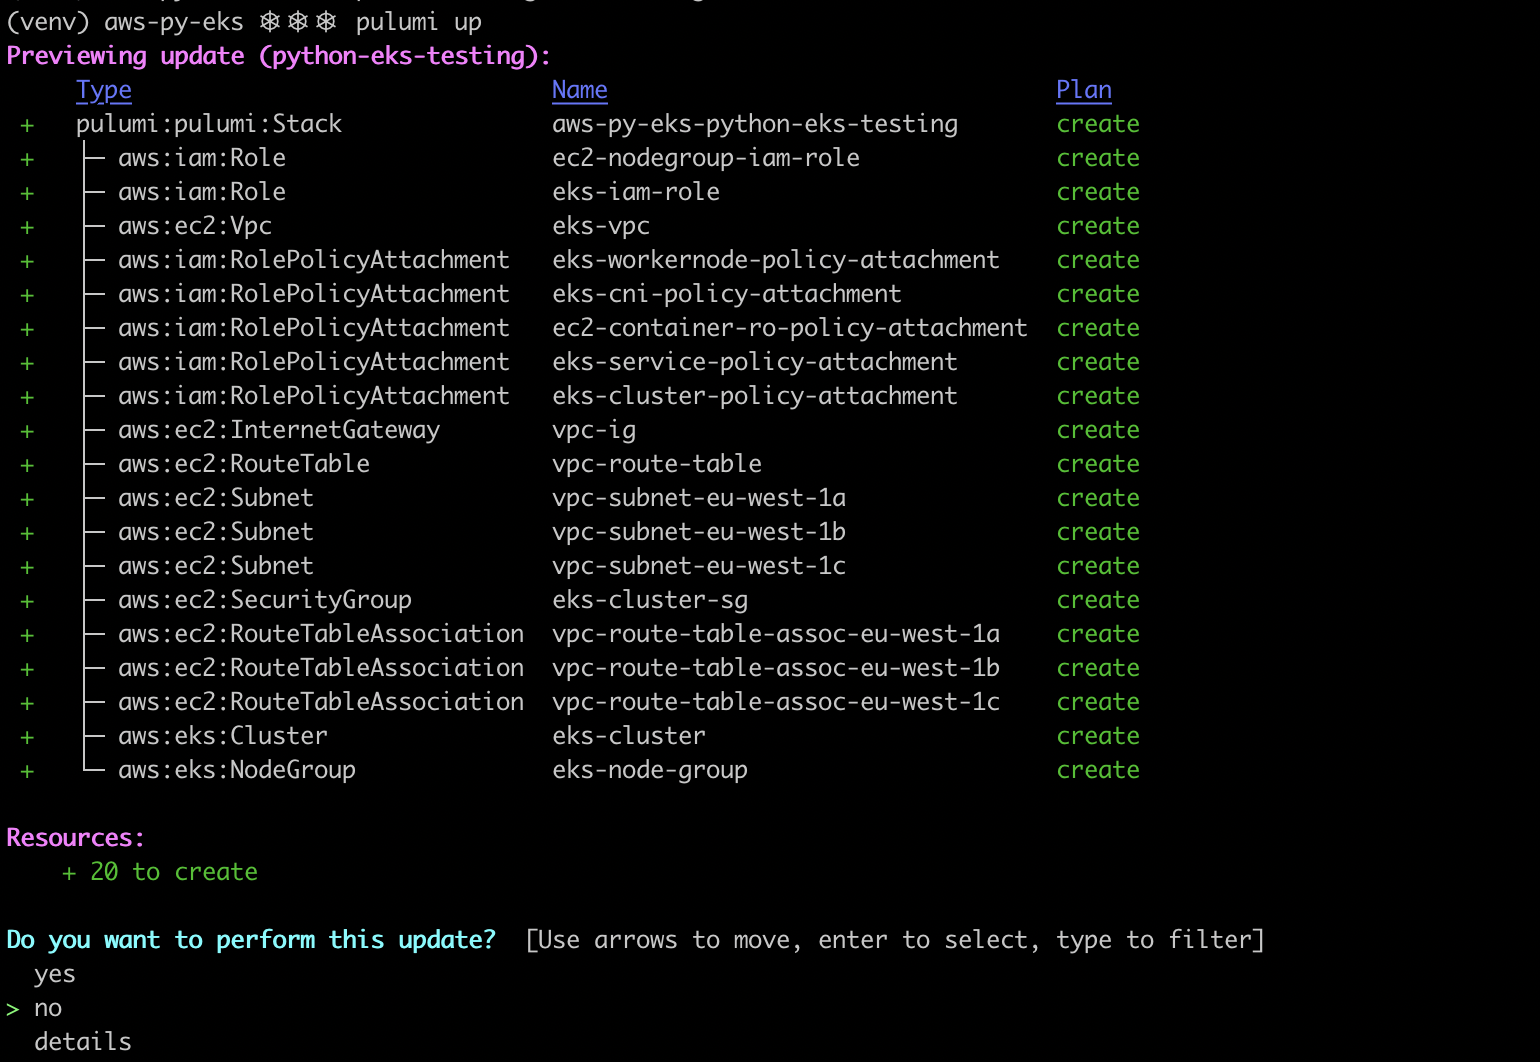 (venv) aws-py-eks ☸☸☸ pulumi up
Previewing update (python-eks-testing):
Type Name Plan
+ pulumi:pulumi:Stack aws-py-eks-python-eks-testing create
+ ├─ aws:iam:Role ec2-nodegroup-iam-role create
+ ├─ aws:iam:Role eks-iam-role create
+ ├─ aws:ec2:Vpc eks-vpc create
+ ├─ aws:iam:RolePolicyAttachment eks-workernode-policy-attachment create
+ ├─ aws:iam:RolePolicyAttachment eks-cni-policy-attachment create
+ ├─ aws:iam:RolePolicyAttachment ec2-container-ro-policy-attachment create
+ ├─ aws:iam:RolePolicyAttachment eks-service-policy-attachment create
+ ├─ aws:iam:RolePolicyAttachment eks-cluster-policy-attachment create
+ ├─ aws:ec2:InternetGateway vpc-ig create
+ ├─ aws:ec2:RouteTable vpc-route-table create
+ ├─ aws:ec2:Subnet vpc-subnet-eu-west-1a create
+ ├─ aws:ec2:Subnet vpc-subnet-eu-west-1b create
+ ├─ aws:ec2:Subnet vpc-subnet-eu-west-1c create
+ ├─ aws:ec2:SecurityGroup eks-cluster-sg create
+ ├─ aws:ec2:RouteTableAssociation vpc-route-table-assoc-eu-west-1a create
+ ├─ aws:ec2:RouteTableAssociation vpc-route-table-assoc-eu-west-1b create
+ ├─ aws:ec2:RouteTableAssociation vpc-route-table-assoc-eu-west-1c create
+ ├─ aws:eks:Cluster eks-cluster create
+ └─ aws:eks:NodeGroup eks-node-group create
Resources:
+ 20 to create
Do you want to perform this update? [Use arrows to move, enter to select, type to filter]
yes
> no
details